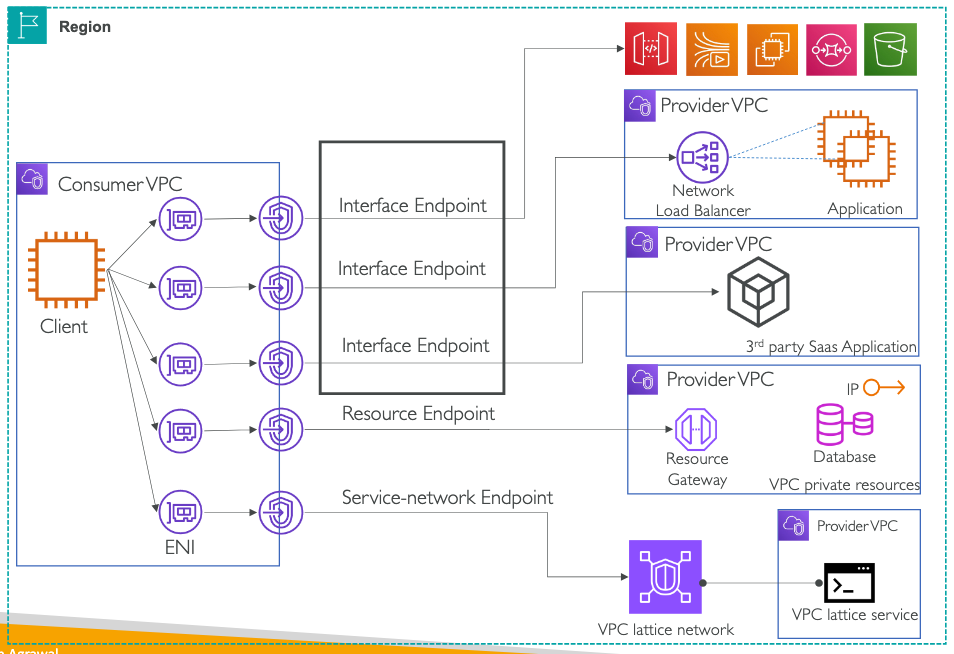 Region
Consumer VPC
Client
ENI
Interface Endpoint
Interface Endpoint
Interface Endpoint
Resource Endpoint
Service-network Endpoint
Provider VPC
Network
Load Balancer
Application
Provider VPC
3rd party Saas Application
Provider VPC
IP
Resource
Gateway
Database
VPC private resources
VPC lattice network
Provider VPC
VPC lattice service
Agrawal